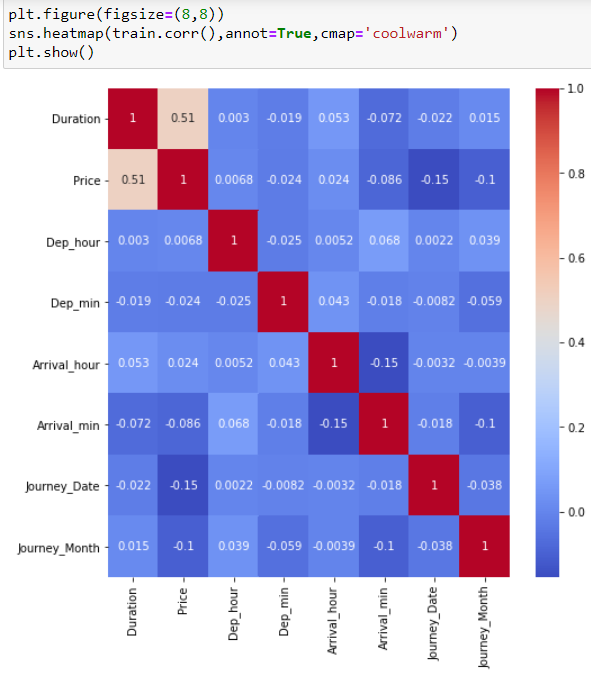 plt.figure(figsize=(8,8))
sns.heatmap(train.corr(),annot=True,cmap='coolwarm')
plt.show()
Duration 1 0.51 0.003 -0.019 0.053 -0.072 -0.022 0.015
Price 0.51 1 0.0068 -0.024 0.024 -0.086 -0.15 -0.1
Dep_hour 0.003 0.0068 1 -0.025 0.0052 0.068 0.0022 0.039
Dep_min -0.019 -0.024 -0.025 1 0.043 -0.018 -0.0082 -0.059
Arrival_hour 0.053 0.024 0.0052 0.043 1 -0.15 -0.0032 -0.0039
Arrival_min -0.072 -0.086 0.068 -0.018 -0.15 1 -0.018 -0.1
Journey_Date -0.022 -0.15 0.0022 -0.0082 -0.0032 -0.018 1 -0.038
Journey_Month 0.015 -0.1 0.039 -0.059 -0.0039 -0.1 -0.038 1
Duration
Price
Dep_hour
Dep_min
Arrival_hour
Arrival_min
Journey_Date
Journey_Month
1.0
0.8
0.6
0.4
0.2
0.0